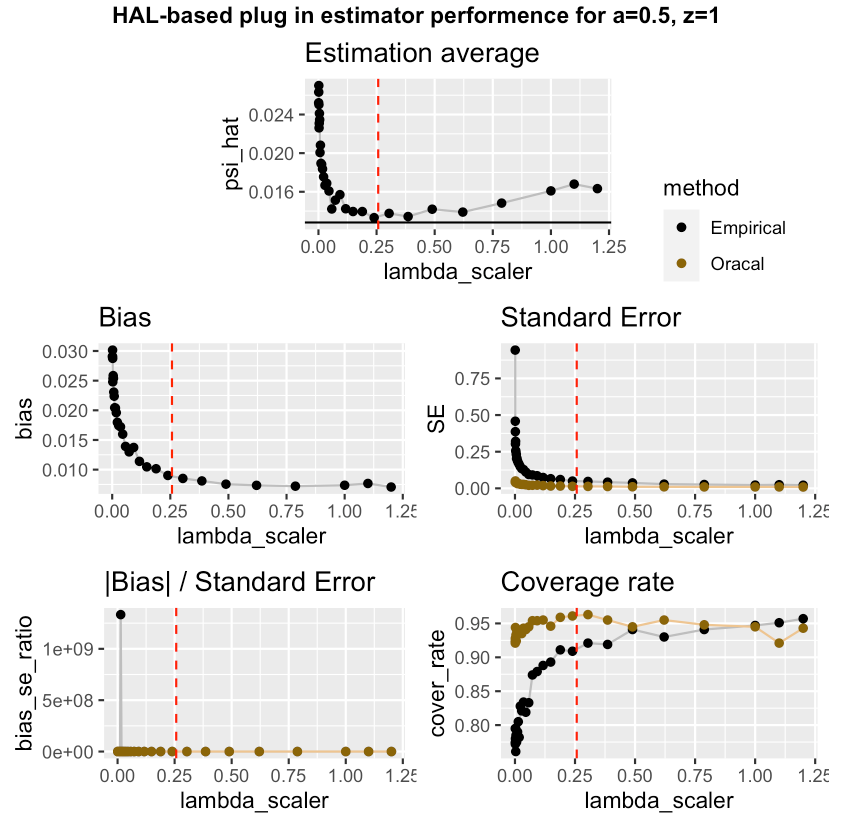 HAL-based plug in estimator performence for a=0.5, z=1
Estimation average
psi_hat
0.024
0.020
0.016
0.00 0.25 0.50 0.75 1.00 1.25
lambda_scaler
method
Empirical
Oracal
Bias
bias
0.030
0.025
0.020
0.015
0.010
0.00 0.25 0.50 0.75 1.00 1.25
lambda_scaler
Standard Error
SE
0.75
0.50
0.25
0.00
0.00 0.25 0.50 0.75 1.00 1.25
lambda_scaler
|Bias| / Standard Error
bias_se_ratio
1e+09
5e+08
0e+00
0.00 0.25 0.50 0.75 1.00 1.25
lambda_scaler
Coverage rate
cover_rate
0.95
0.90
0.85
0.80
0.00 0.25 0.50 0.75 1.00 1.25
lambda_scaler